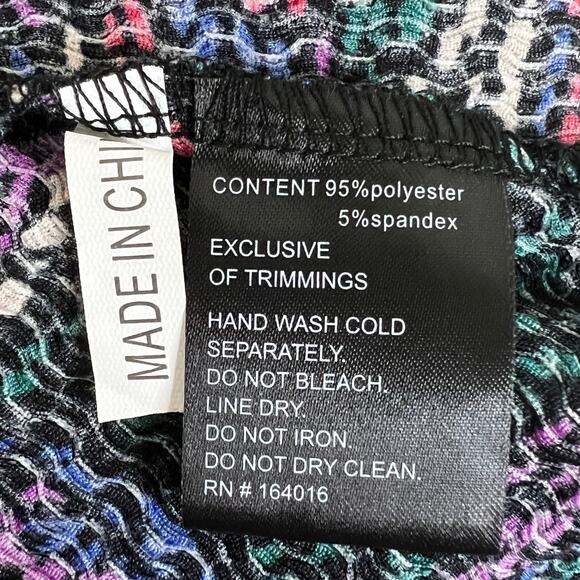 MADE IN CHI
CONTENT 95%polyester
5%spandex
EXCLUSIVE
OF TRIMMINGS
HAND WASH COLD
SEPARATELY.
DO NOT BLEACH.
LINE DRY.
DO NOT IRON.
DO NOT DRY CLEAN.
RN # 164016